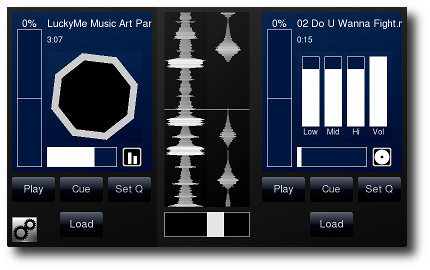 0%
LuckyMe Music Art Par
3:07
Play
Cue
Set Q
Load
0%
02 Do U Wanna Fight.
0:15
Low
Mid
Hi
Vol
Play
Cue
Set Q
Load